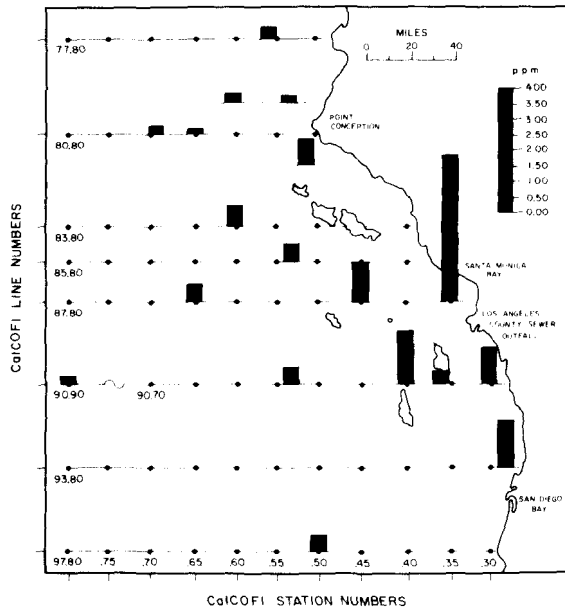 77.80
MILES
0 20 40
ppm
4.00
3.50
3.00
2.50
2.00
1.50
1.00
0.50
0.00
POINT
CONCEPTION
80.80
83.80
85.80
SANTA MONICA
BAY
87.80
LOS ANGELES
COUNTY SEWER
OUTFALL
90.90
90.70
93.80
SAN DIEGO
BAY
97.80
.75
.70
.65
.60
.55
.50
.45
.40
.35
.30
CalCOFI LINE NUMBERS
CalCOFI STATION NUMBERS